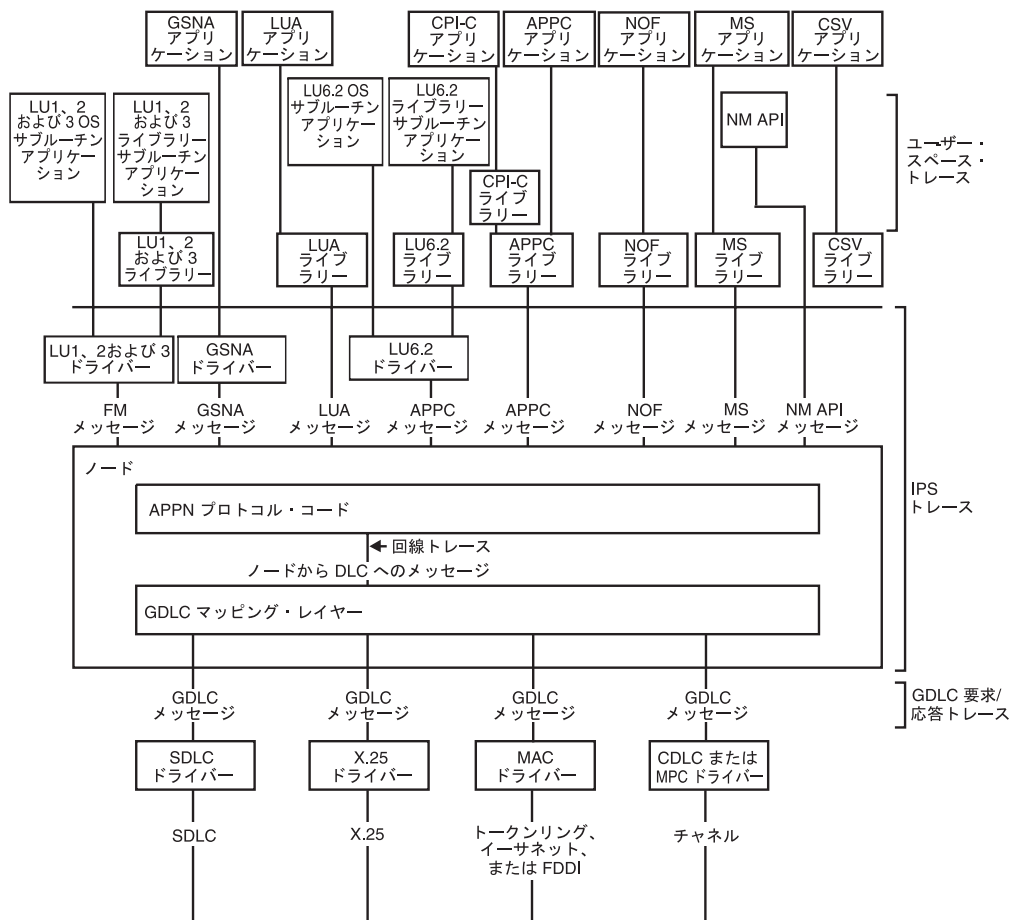 GSNA
アプリ
ケーション
LUA
アプリ
ケーション
CPI-C
アプリ
ケーション
APPC
アプリ
ケーション
NOF
アプリ
ケーション
MS
アプリ
ケーション
CSV
アプリ
ケーション
LU1、2
および 3 OS
サブルーチン
アプリケー
ション
LU1、2
および 3
ライブラリー
サブルーチン
アプリケー
ション
LU6.2 OS
サブルーチン
アプリケー
ション
LU6.2
ライブラリー
サブルーチン
アプリケー
ション
NM API
ユーザー・
スペース・
トレース
CPI-C
ライブ
ラリー
LU1、2
および 3
ライブラリー
LUA
ライブ
ラリー
LU6.2
ライブ
ラリー
APPC
ライブ
ラリー
NOF
ライブ
ラリー
MS
ライブ
ラリー
CSV
ライブ
ラリー
LU1、2および 3
ドライバー
GSNA
ドライバー
LU6.2
ドライバー
FM
メッセージ
GSNA
メッセージ
LUA
メッセージ
APPC
メッセージ
APPC
メッセージ
NOF
メッセージ
MS
メッセージ
NM API
メッセージ
ノード
APPN プロトコル・コード
回線トレース
ノードから DLC へのメッセージ
GDLC マッピング・レイヤー
IPS
トレース
GDLC
メッセージ
GDLC
メッセージ
GDLC
メッセージ
GDLC
メッセージ
GDLC 要求/
応答トレース
SDLC
ドライバー
X.25
ドライバー
MAC
ドライバー
CDLC または
MPC ドライバー
SDLC
X.25
トークンリング、
イーサネット、
または FDDI
チャネル